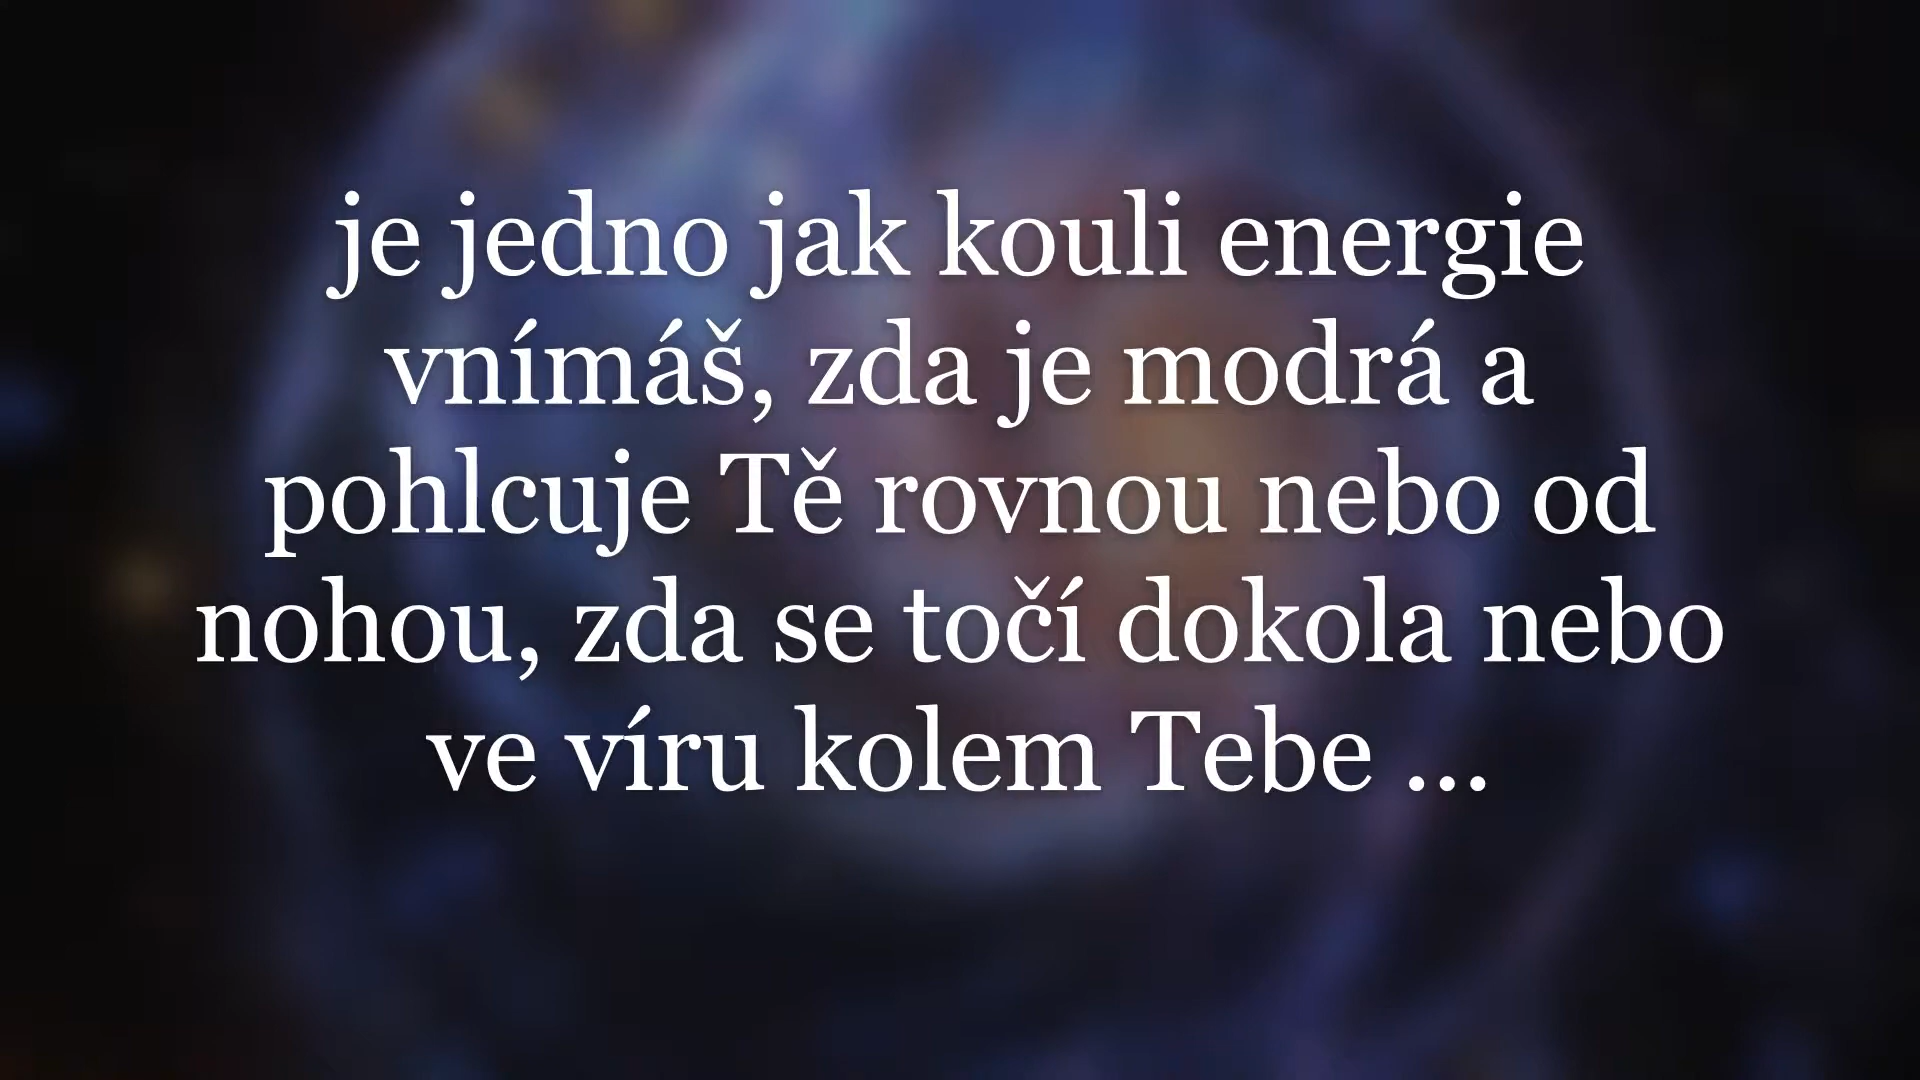 je jedno jak kouli energie
vnímáš, zda je modrá a
pohlcuje Tě rovnou nebo od
nohou, zda se točí dokola nebo
ve víru kolem Tebe ...